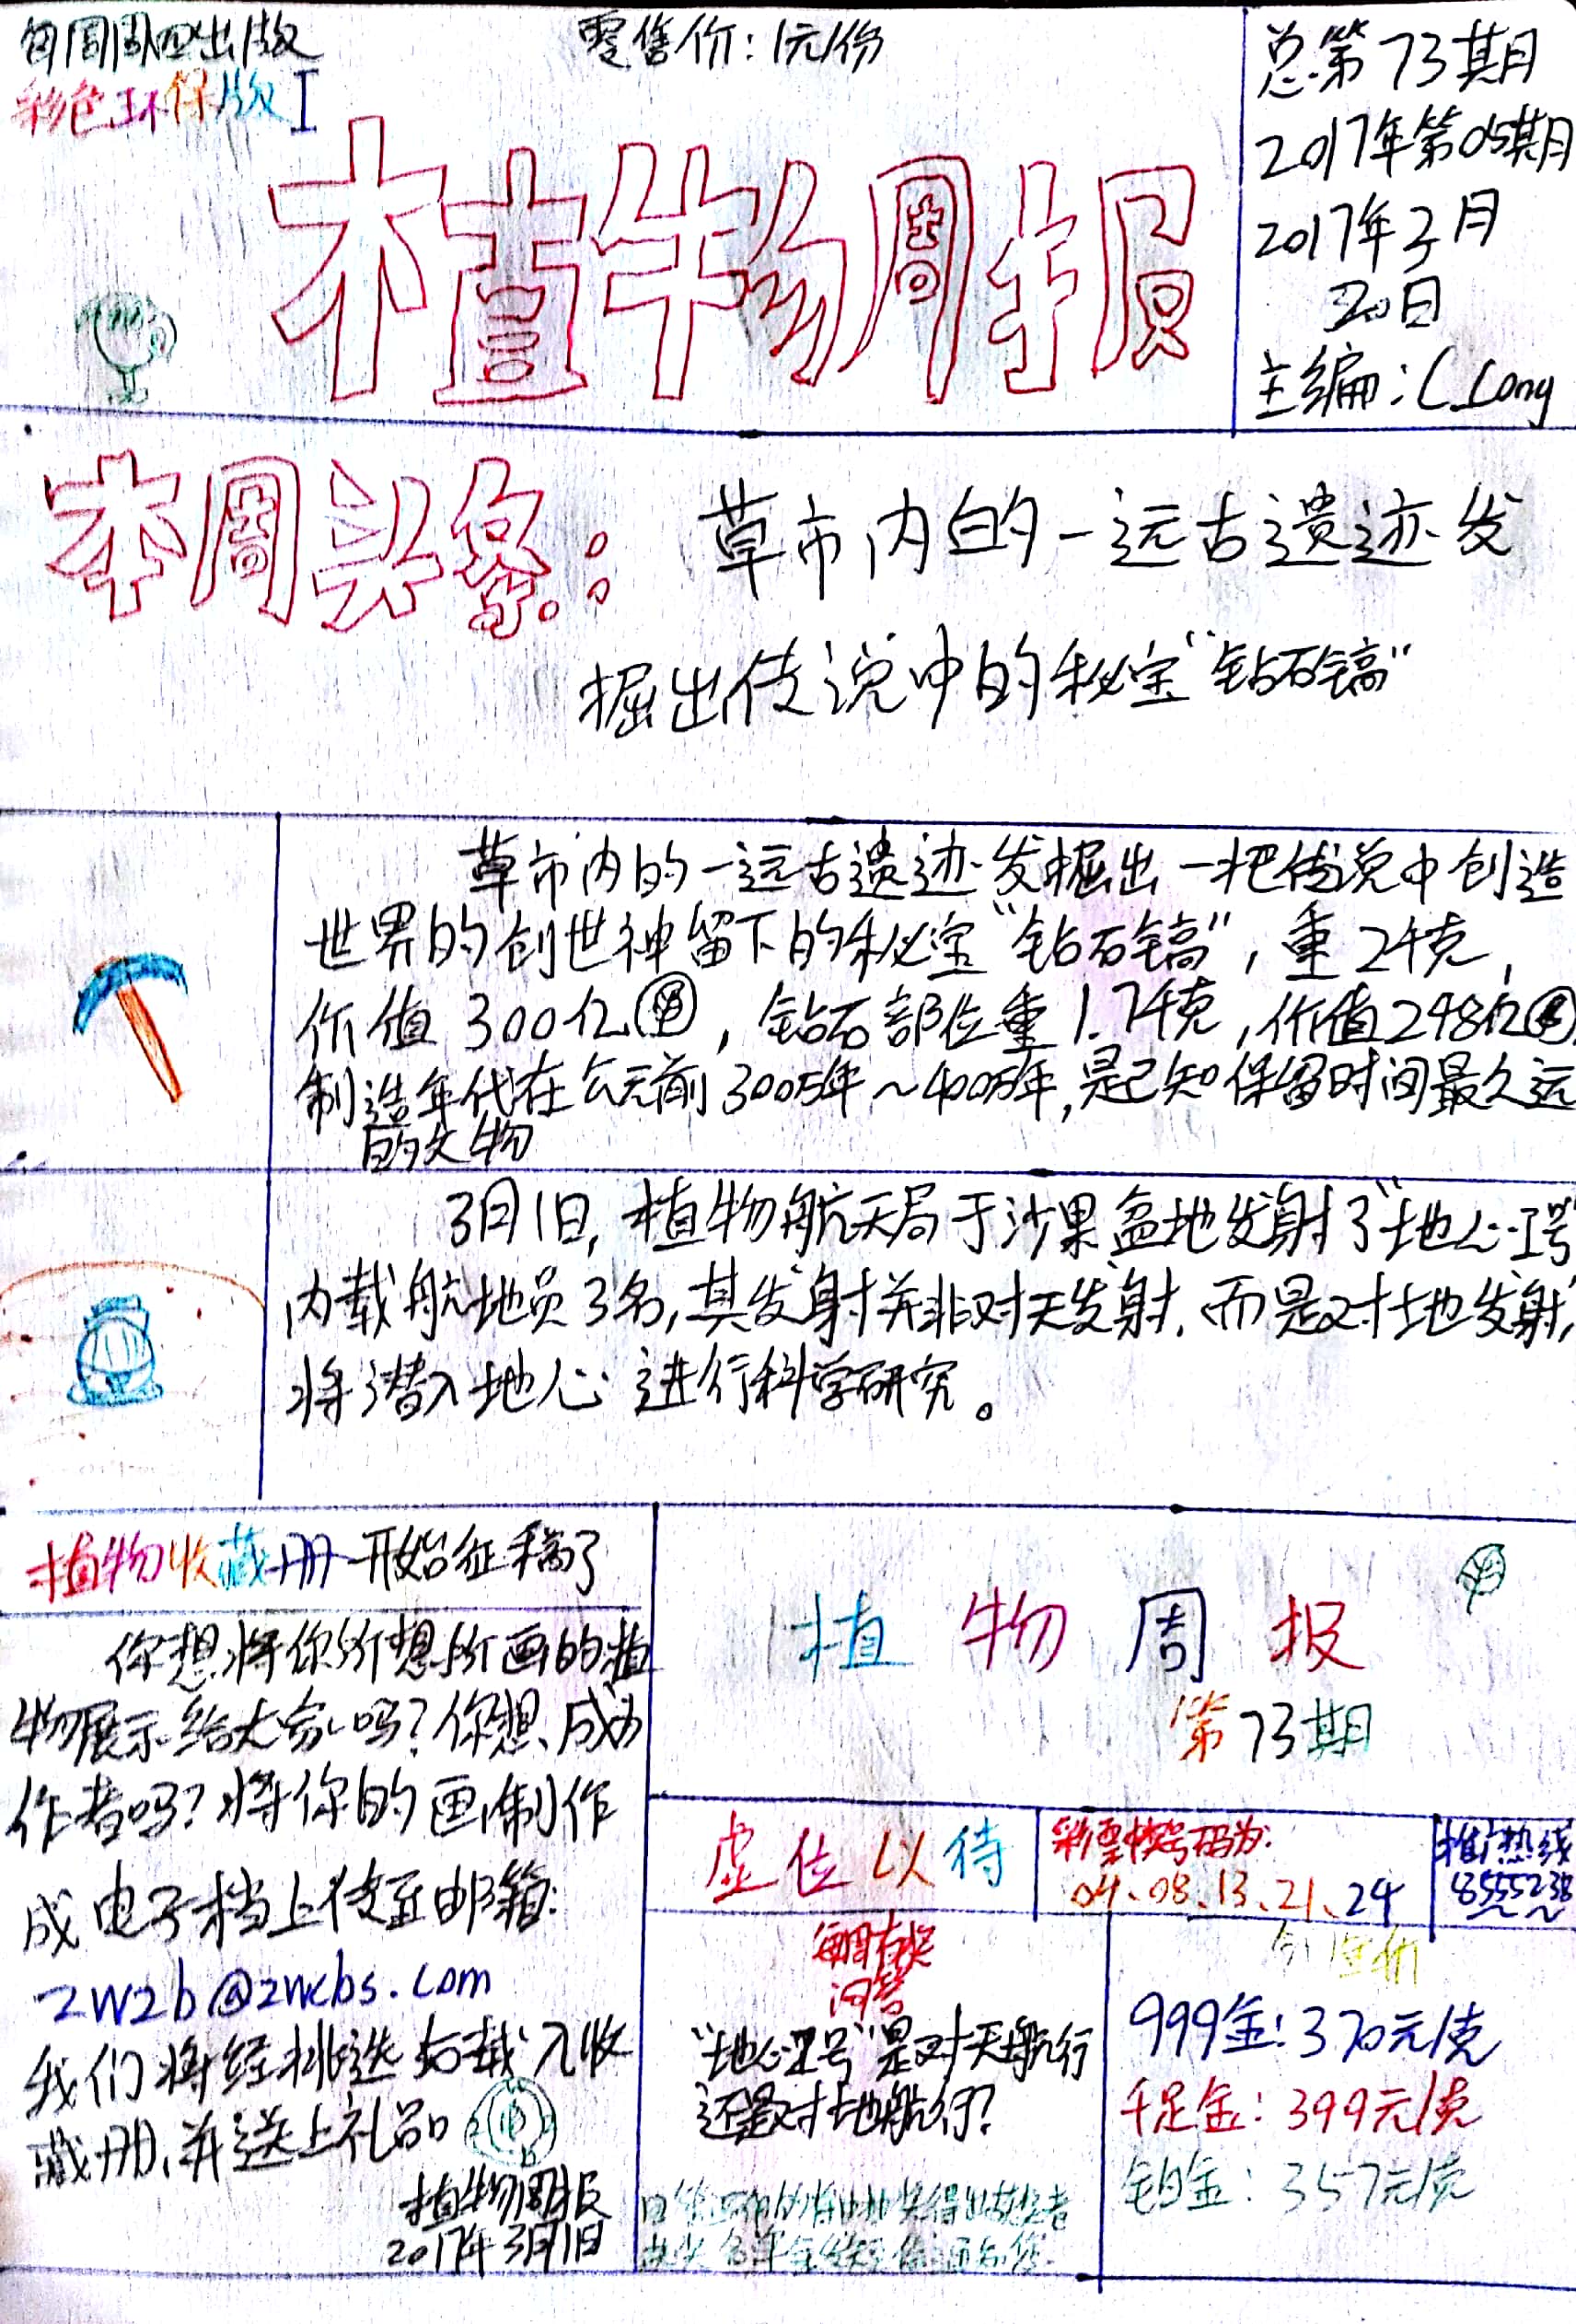 每周周四出版
零售价：1元/份
彩色环保版I
植物周报
总第73期
2017年第05期
2017年3月
20日
主编：C_Long
本周头条：
草市内的一远古遗迹发
掘出传说中的秘宝“钻石镐”
草市内的一远古遗迹发掘出一把传说中创造
世界的创世神留下的秘宝“钻石镐”，重2千克，
价值300亿，钻石部位重1.7千克，价值248亿
制造年代在公元前3005年～4005年，是已知保留时间最久远
的文物
3月1日，植物航天局于沙果盆地发射了“地心I号
内载航地员3名，其发射并非对天发射，而是对地发射，
将潜入地心进行科学研究。
植物收藏册开始征稿了
你想将你所想所画的植
物展示给大家吗？你想成为
作者吗？将你的画制作
成电子档上传至邮箱：
zwzb@zwcbs.com
我们将经挑选后载入收
藏册，并送上礼品
植物周报
2017年3月1日
植物周报
第73期
虚位以待
彩票中奖号码为：
04、08、13、21、24
推广热线
8555238
每周有奖
问答
“地心I号”是对天航行
还是对地航行？
今日金价
999金：370元/克
千足金：399元/克
铂金：357元/克